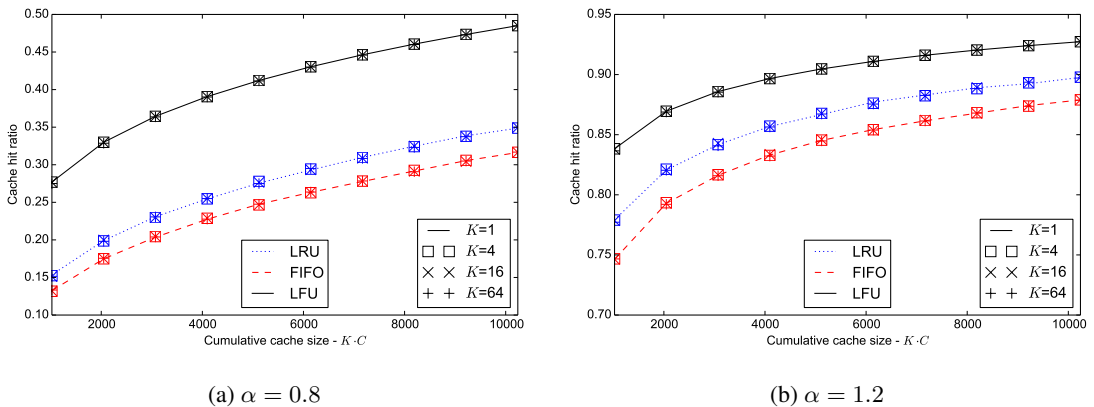 0.50
0.45
0.40
0.35
0.30
0.25
0.20
0.15
0.10
Cache hit ratio
2000 4000 6000 8000 10000
Cumulative cache size - K·C
LRU
FIFO
LFU
K=1
K=4
K=16
K=64
(a) α = 0.8
0.95
0.90
0.85
0.80
0.75
0.70
Cache hit ratio
2000 4000 6000 8000 10000
Cumulative cache size - K·C
LRU
FIFO
LFU
K=1
K=4
K=16
K=64
(b) α = 1.2